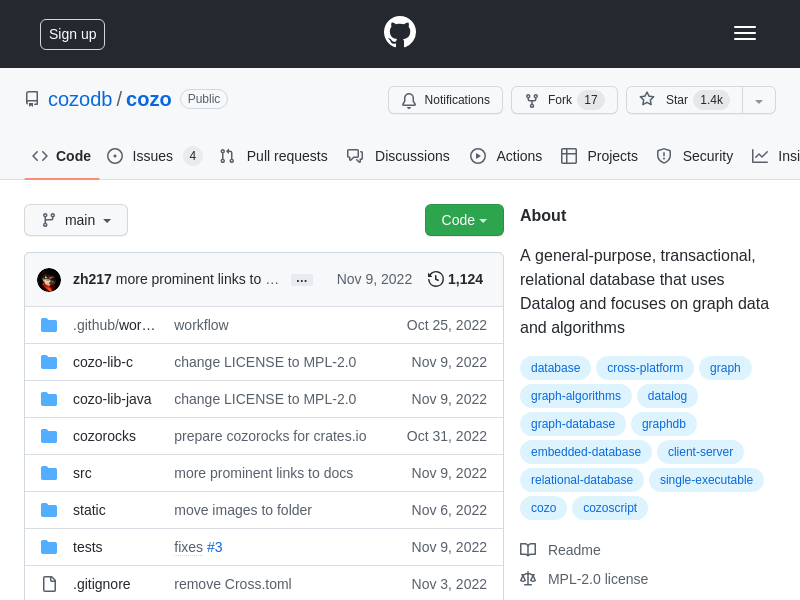 Sign up
cozodb / cozo Public
Notifications Fork 17 Star 1.4k
Code Issues 4 Pull requests Discussions Actions Projects Security Insi
main Code
zh217 more prominent links to … ... Nov 9, 2022 1,124
.github/wor… workflow Oct 25, 2022
cozo-lib-c change LICENSE to MPL-2.0 Nov 9, 2022
cozo-lib-java change LICENSE to MPL-2.0 Nov 9, 2022
cozorocks prepare cozorocks for crates.io Oct 31, 2022
src more prominent links to docs Nov 9, 2022
static move images to folder Nov 6, 2022
tests fixes #3 Nov 9, 2022
.gitignore remove Cross.toml Nov 3, 2022
About
A general-purpose, transactional,
relational database that uses
Datalog and focuses on graph data
and algorithms
database cross-platform graph
graph-algorithms datalog
graph-database graphdb
embedded-database client-server
relational-database single-executable
cozo cozoscript
Readme
MPL-2.0 license